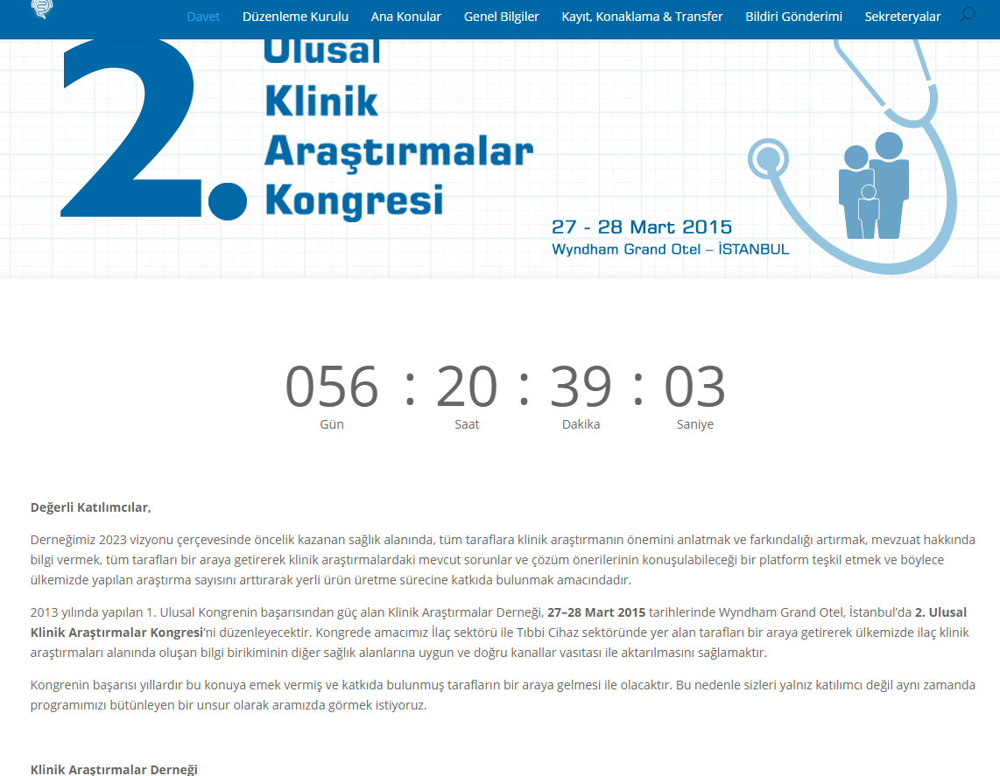 Davet Düzenleme Kurulu Ana Konular Genel Bilgiler Kayıt, Konaklama & Transfer Bildiri Gönderimi Sekreteryalar
2. Ulusal
Klinik
Araştırmalar
Kongresi
27 - 28 Mart 2015
Wyndham Grand Otel – İSTANBUL
056 : 20 : 39 : 03
Gün Saat Dakika Saniye
Değerli Katılımcılar,
Derneğimiz 2023 vizyonu çerçevesinde öncelik kazanan sağlık alanında, tüm taraflara klinik araştırmanın önemini anlatmak ve farkındalığı artırmak, mevzuat hakkında
bilgi vermek, tüm tarafları bir araya getirerek klinik araştırmalardaki mevcut sorunlar ve çözüm önerilerinin konuşulabileceği bir platform teşkil etmek ve böylece
ülkemizde yapılan araştırma sayısını arttırarak yerli ürün üretme sürecine katkıda bulunmak amacındadır.
2013 yılında yapılan 1. Ulusal Kongrenin başarısından güç alan Klinik Araştırmalar Derneği, 27–28 Mart 2015 tarihlerinde Wyndham Grand Otel, İstanbul’da 2. Ulusal
Klinik Araştırmalar Kongresi’ni düzenleyecektir. Kongrede amacımız İlaç sektörü ile Tıbbi Cihaz sektöründe yer alan tarafları bir araya getirerek ülkemizde ilaç klinik
araştırmaları alanında oluşan bilgi birikiminin diğer sağlık alanlarına uygun ve doğru kanallar vasıtası ile aktarılmasını sağlamaktır.
Kongrenin başarısı yıllardır bu konuya emek vermiş ve katkıda bulunmuş tarafların bir araya gelmesi ile olacaktır. Bu nedenle sizleri yalnız katılımcı değil aynı zamanda
programımızı bütünleyen bir unsur olarak aramızda görmek istiyoruz.
Klinik Araştırmalar Derneği